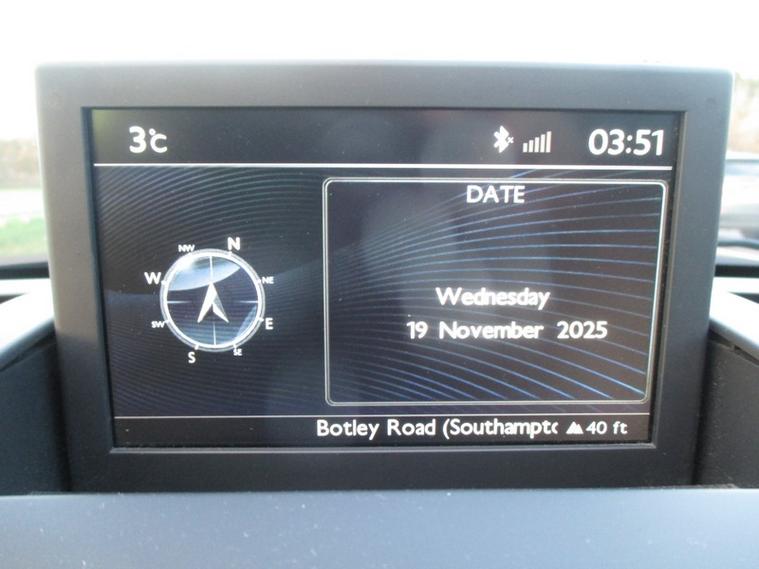 3°C 03:51
DATE
NW N
W NE
SW E
S SE
Wednesday
19 November 2025
Botley Road (Southampto 40 ft